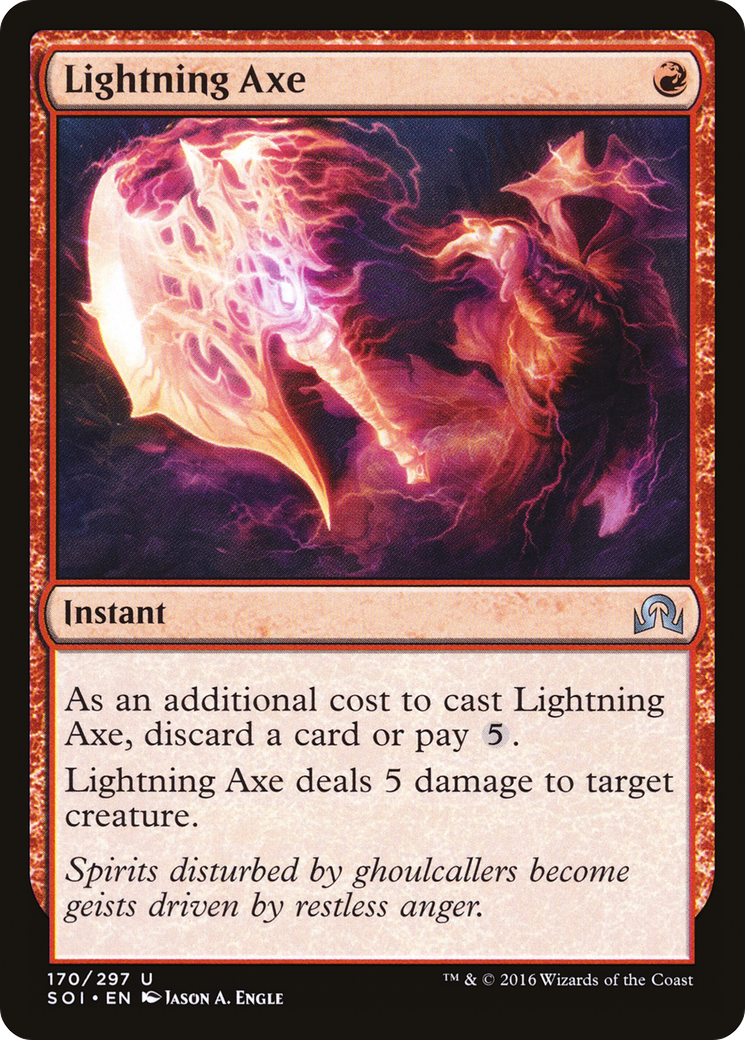 Lightning Axe
Instant
As an additional cost to cast Lightning
Axe, discard a card or pay 5.
Lightning Axe deals 5 damage to target
creature.
Spirits disturbed by ghoulcallers become
geists driven by restless anger.
170/297 U
SOI • EN Jason A. Engle
™ & © 2016 Wizards of the Coast